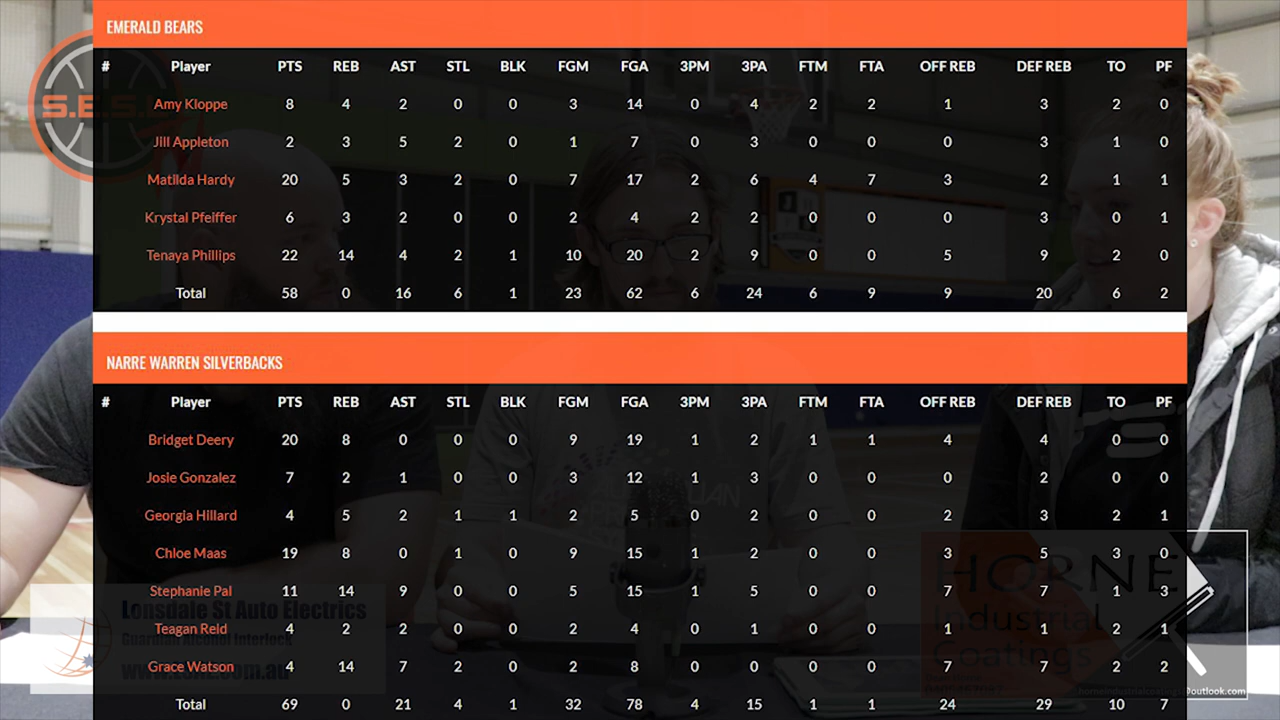 EMERALD BEARS
# Player PTS REB AST STL BLK FGM FGA 3PM 3PA FTM FTA OFF REB DEF REB TO PF
Amy Kloppe 8 4 2 0 0 3 14 0 4 2 2 1 3 2 0
Jill Appleton 2 3 5 2 0 1 7 0 3 0 0 0 3 1 0
Matilda Hardy 20 5 3 2 0 7 17 2 6 4 7 3 2 1 1
Krystal Pfeiffer 6 3 2 0 0 2 4 2 2 0 0 0 3 0 1
Tenaya Phillips 22 14 4 2 1 10 20 2 9 0 0 5 9 2 0
Total 58 0 16 6 1 23 62 6 24 6 9 9 20 6 2
NARRE WARREN SILVERBACKS
# Player PTS REB AST STL BLK FGM FGA 3PM 3PA FTM FTA OFF REB DEF REB TO PF
Bridget Deery 20 8 0 0 0 9 19 1 2 1 1 4 4 0 0
Josie Gonzalez 7 2 1 0 0 3 12 1 3 0 0 0 2 0 0
Georgia Hillard 4 5 2 1 1 2 5 0 2 0 0 2 3 2 1
Chloe Maas 19 8 0 1 0 9 15 1 2 0 0 3 5 3 0
Stephanie Pal 11 14 9 0 0 5 15 1 5 0 0 7 7 1 3
Teagan Reid 4 2 2 0 0 2 4 0 1 0 0 1 1 2 1
Grace Watson 4 14 7 2 0 2 8 0 0 0 0 7 7 2 2
Total 69 0 21 4 1 32 78 4 15 1 1 24 29 10 7
Lonsdale St Auto Electrics
Guardian Alcohol Interlock
HORNE
Industrial
Coatings